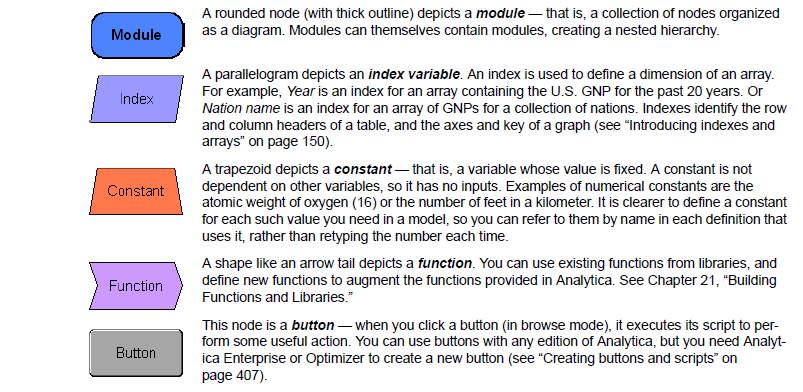 Module
A rounded node (with thick outline) depicts a module — that is, a collection of nodes organized
as a diagram. Modules can themselves contain modules, creating a nested hierarchy.
Index
A parallelogram depicts an index variable. An index is used to define a dimension of an array.
For example, Year is an index for an array containing the U.S. GNP for the past 20 years. Or
Nation name is an index for an array of GNPs for a collection of nations. Indexes identify the row
and column headers of a table, and the axes and key of a graph (see “Introducing indexes and
arrays” on page 150).
Constant
A trapezoid depicts a constant — that is, a variable whose value is fixed. A constant is not
dependent on other variables, so it has no inputs. Examples of numerical constants are the
atomic weight of oxygen (16) or the number of feet in a kilometer. It is clearer to define a constant
for each such value you need in a model, so you can refer to them by name in each definition that
uses it, rather than retyping the number each time.
Function
A shape like an arrow tail depicts a function. You can use existing functions from libraries, and
define new functions to augment the functions provided in Analytica. See Chapter 21, “Building
Functions and Libraries.”
Button
This node is a button — when you click a button (in browse mode), it executes its script to per-
form some useful action. You can use buttons with any edition of Analytica, but you need Analyt-
ica Enterprise or Optimizer to create a new button (see “Creating buttons and scripts” on
page 407).